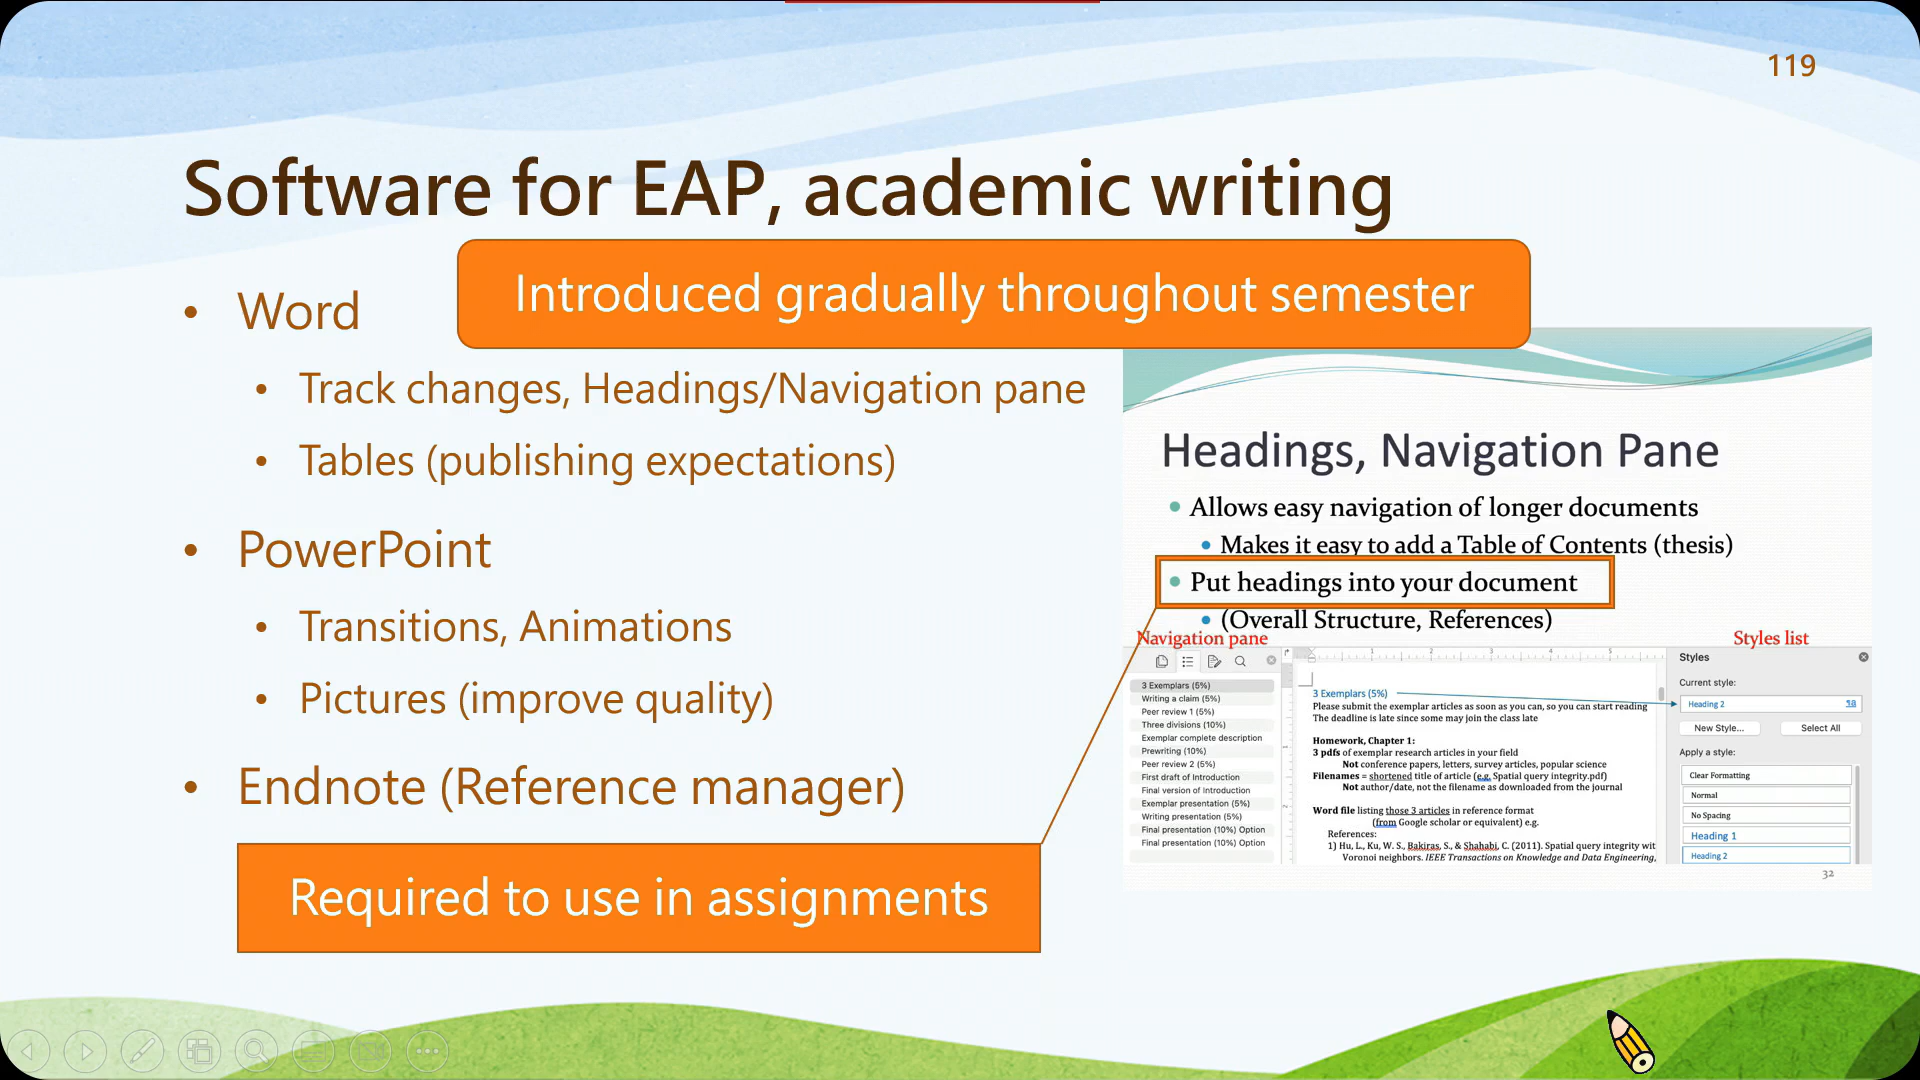 119
Software for EAP, academic writing
Introduced gradually throughout semester
• Word
• Track changes, Headings/Navigation pane
• Tables (publishing expectations)
• PowerPoint
• Transitions, Animations
• Pictures (improve quality)
• Endnote (Reference manager)
Required to use in assignments
Headings, Navigation Pane
• Allows easy navigation of longer documents
• Makes it easy to add a Table of Contents (thesis)
• Put headings into your document
• (Overall Structure, References)
Navigation pane
Styles list
3 Exemplars (5%)
Writing a claim (5%)
Peer review 1 (5%)
Three divisions (10%)
Exemplar complete description
Prewriting (10%)
Peer review 2 (5%)
First draft of Introduction
Final version of Introduction
Exemplar presentation (5%)
Writing presentation (5%)
Final presentation (10%) Option
Final presentation (10%) Option
1 2 3 4 5
3 Exemplars (5%)
Please submit the exemplar articles as soon as you can, so you can start reading
The deadline is late since some may join the class late
Homework, Chapter 1:
3 pdfs of exemplar research articles in your field
Not conference papers, letters, survey articles, popular science
Filenames = shortened title of article (e.g. Spatial query integrity.pdf)
Not author/date, not the filename as downloaded from the journal
Word file listing those 3 articles in reference format
(from Google scholar or equivalent) e.g.
References:
1) Hu, L., Ku, W. S., Bakiras, S., & Shahabi, C. (2011). Spatial query integrity wit
Voronoi neighbors. IEEE Transactions on Knowledge and Data Engineering,
Styles
Current style:
Heading 2
New Style...
Select All
Apply a style:
Clear Formatting
Normal
No Spacing
Heading 1
Heading 2
32